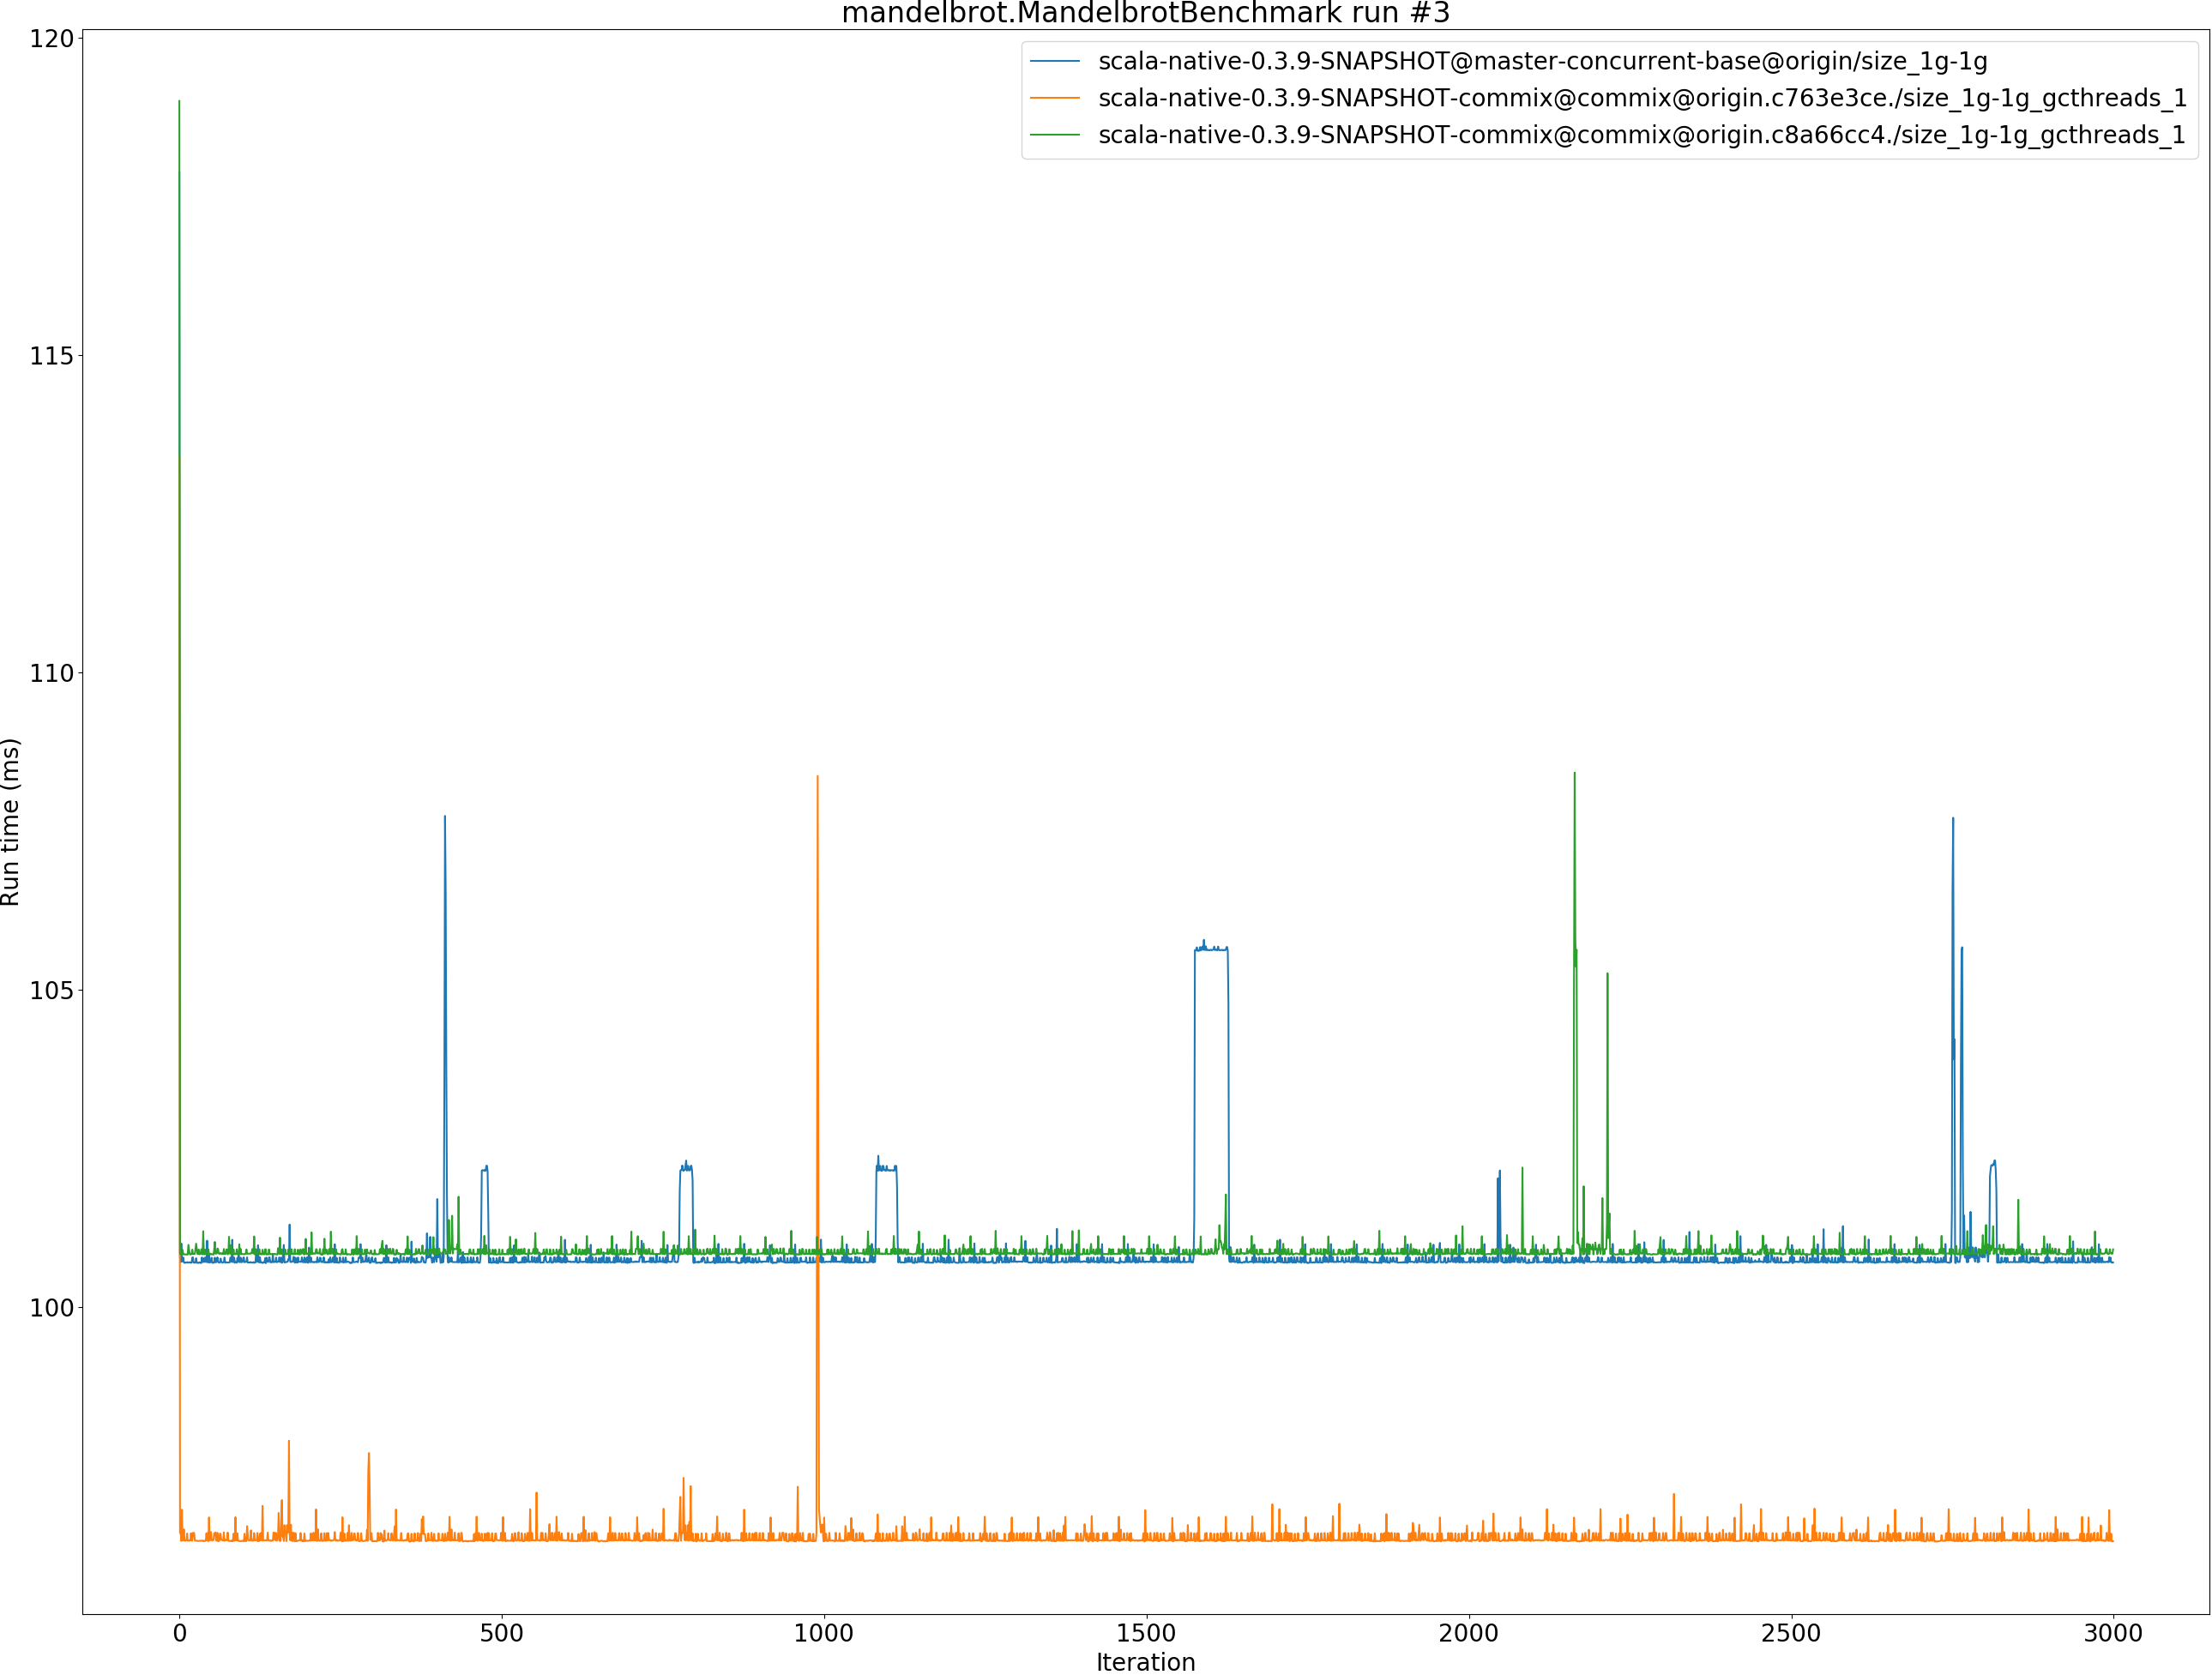 mandelbrot.MandelbrotBenchmark run #3
scala-native-0.3.9-SNAPSHOT@master-concurrent-base@origin/size_1g-1g
scala-native-0.3.9-SNAPSHOT-commix@commix@origin.c763e3ce./size_1g-1g_gcthreads_1
scala-native-0.3.9-SNAPSHOT-commix@commix@origin.c8a66cc4./size_1g-1g_gcthreads_1
120
115
110
105
100
Run time (ms)
0 500 1000 1500 2000 2500 3000
Iteration